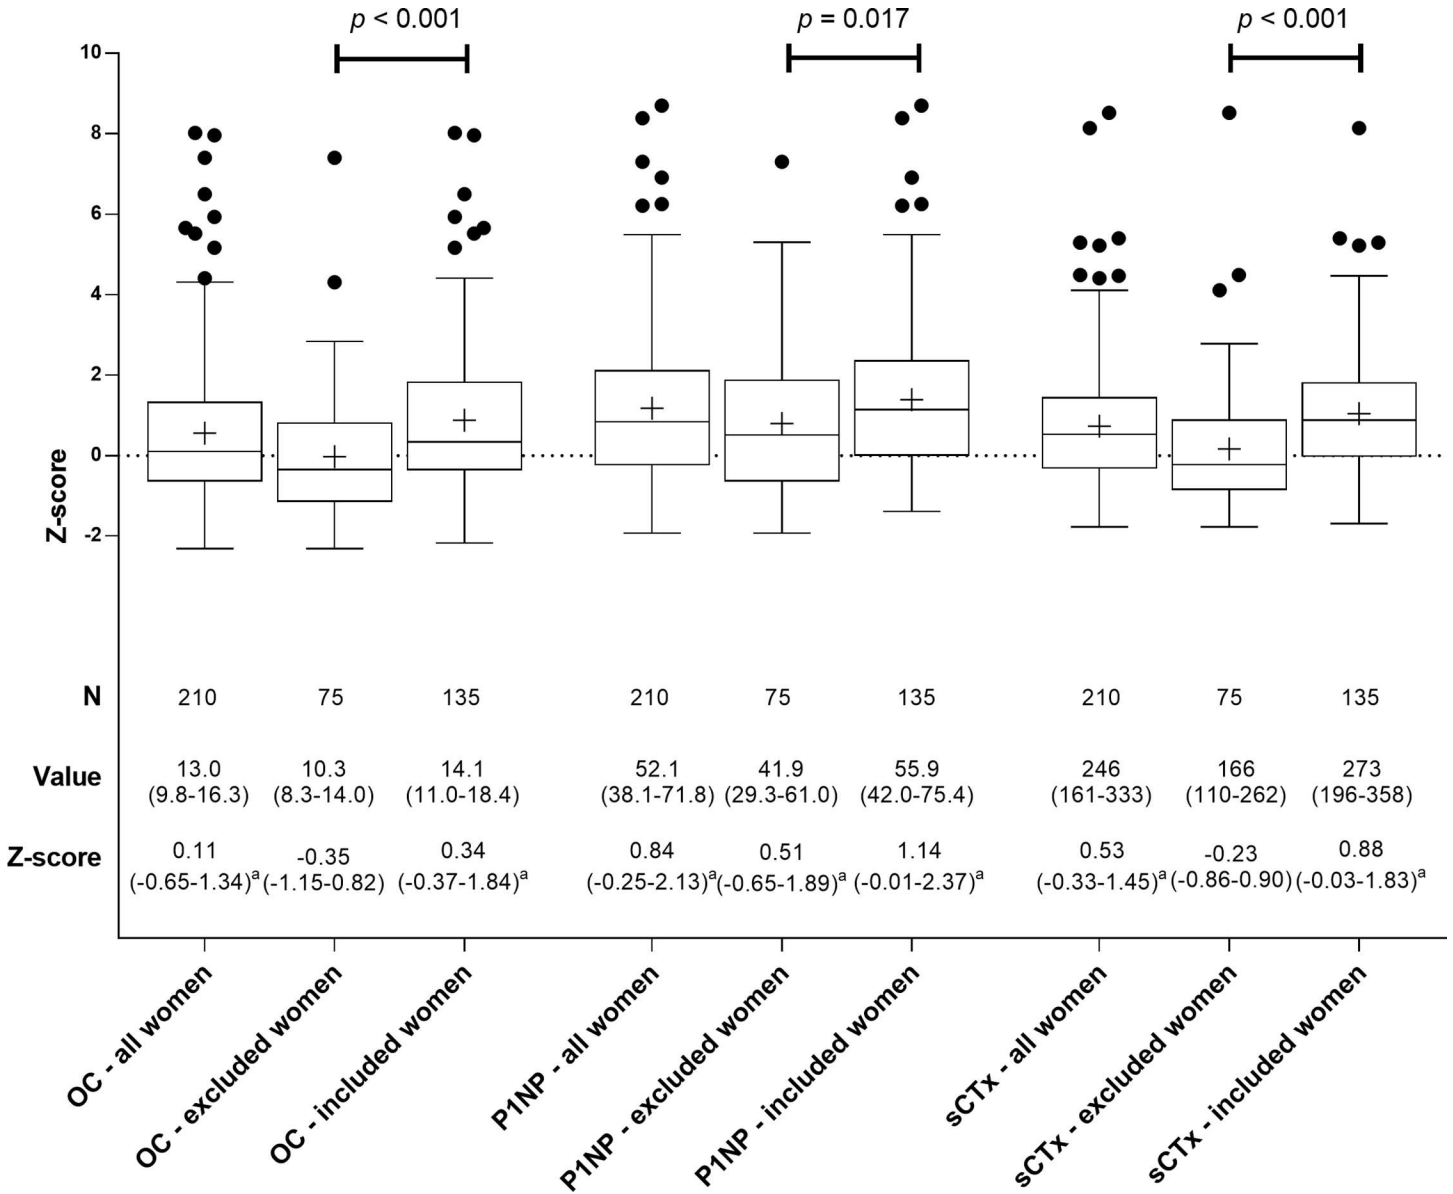 p < 0.001 p = 0.017 p < 0.001
10
8
6
4
2
0
-2
Z-score
N 210 75 135 210 75 135 210 75 135
Value 13.0 10.3 14.1 52.1 41.9 55.9 246 166 273
(9.8-16.3) (8.3-14.0) (11.0-18.4) (38.1-71.8) (29.3-61.0) (42.0-75.4) (161-333) (110-262) (196-358)
Z-score 0.11 -0.35 0.34 0.84 0.51 1.14 0.53 -0.23 0.88
(-0.65-1.34)a (-1.15-0.82) (-0.37-1.84)a (-0.25-2.13)a (-0.65-1.89)a (-0.01-2.37)a (-0.33-1.45)a (-0.86-0.90) (-0.03-1.83)a
OC - all women
OC - excluded women
OC - included women
P1NP - all women
P1NP - excluded women
P1NP - included women
sCTx - all women
sCTx - excluded women
sCTx - included women